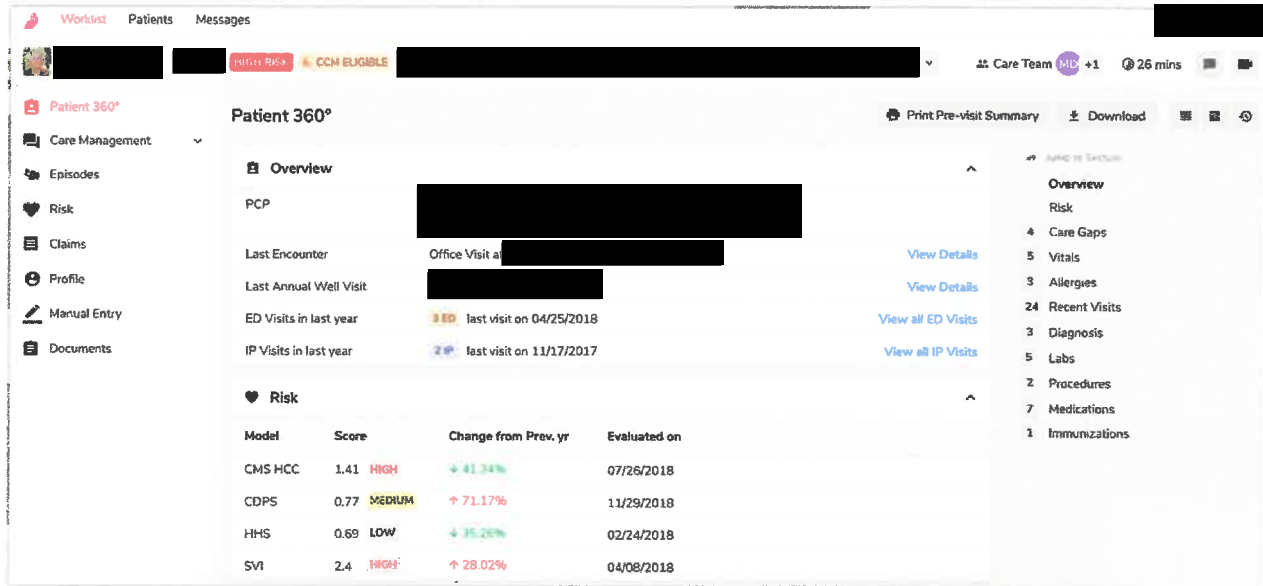 Worklist Patients Messages
HIGH RISK CCM ELIGIBLE Care Team MD +1 26 mins
Patient 360°
Care Management
Episodes
Risk
Claims
Profile
Manual Entry
Documents
Patient 360° Print Pre-visit Summary Download
Overview
PCP
Last Encounter Office Visit at View Details
Last Annual Well Visit View Details
ED Visits in last year 3 ED last visit on 04/25/2018 View all ED Visits
IP Visits in last year 2 IP last visit on 11/17/2017 View all IP Visits
Risk
Model Score Change from Prev. yr Evaluated on
CMS HCC 1.41 HIGH ↓ 41.34% 07/26/2018
CDPS 0.77 MEDIUM ↑ 71.17% 11/29/2018
HHS 0.69 LOW ↓ 35.26% 02/24/2018
SVI 2.4 HIGH ↑ 28.02% 04/08/2018
Jump to Section
Overview
Risk
4 Care Gaps
5 Vitals
3 Allergies
24 Recent Visits
3 Diagnosis
5 Labs
2 Procedures
7 Medications
1 Immunizations